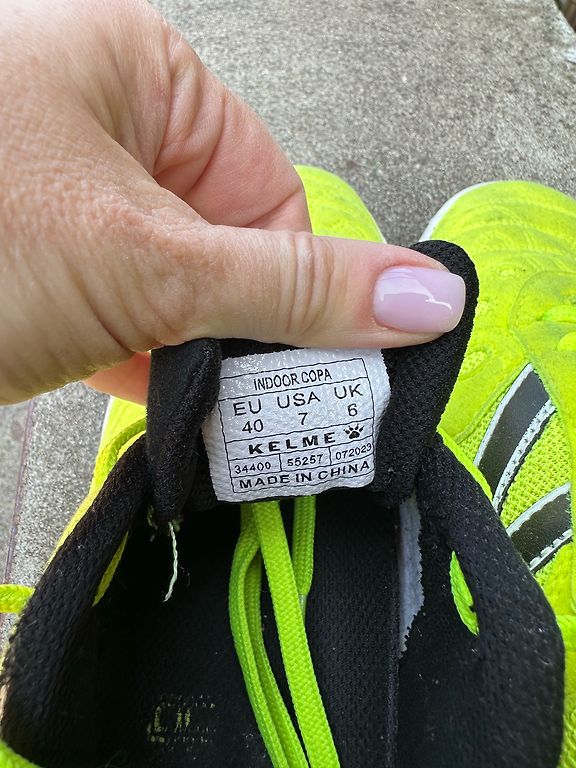 INDOOR COPA
EU USA UK
40 7 6
KELME
34400 55257 072023
MADE IN CHINA